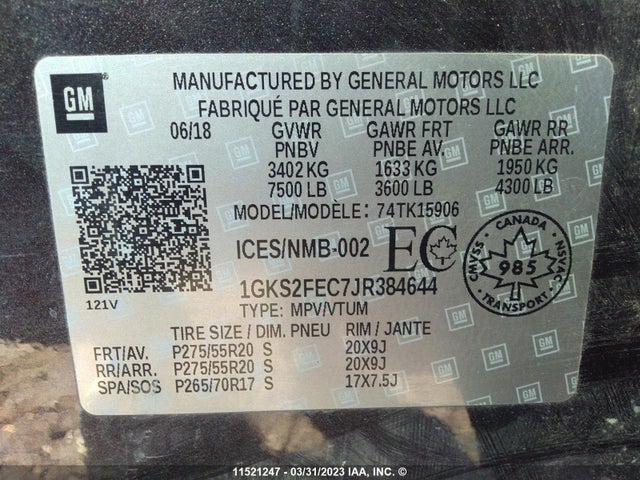 GM
MANUFACTURED BY GENERAL MOTORS LLC
FABRIQUÉ PAR GENERAL MOTORS LLC
06/18 GVWR GAWR FRT GAWR RR
PNBV PNBE AV. PNBE ARR.
3402 KG 1633 KG 1950 KG
7500 LB 3600 LB 4300 LB
MODEL/MODÈLE: 74TK15906
ICES/NMB-002 EC
CANADA
CMVSS 985 NSVAC
TRANSPORT
121V
1GKS2FEC7JR384644
TYPE: MPV/VTUM
TIRE SIZE / DIM. PNEU RIM / JANTE
FRT/AV. P275/55R20 S 20X9J
RR/ARR. P275/55R20 S 20X9J
SPA/SOS P265/70R17 S 17X7.5J
11521247 - 03/31/2023 IAA, INC. ©